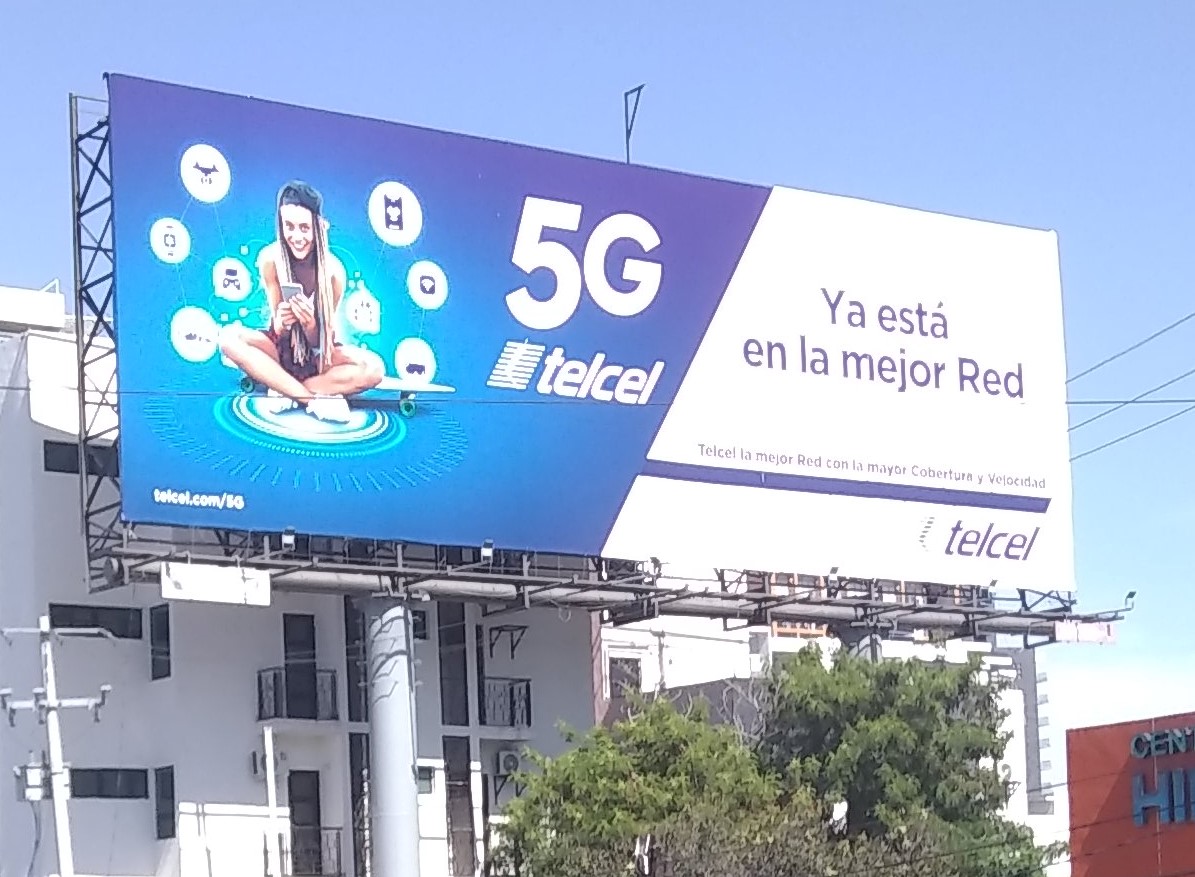 5G
telcel
telcel.com/5G
Ya está
en la mejor Red
Telcel la mejor Red con la mayor Cobertura y Velocidad
telcel
CEN